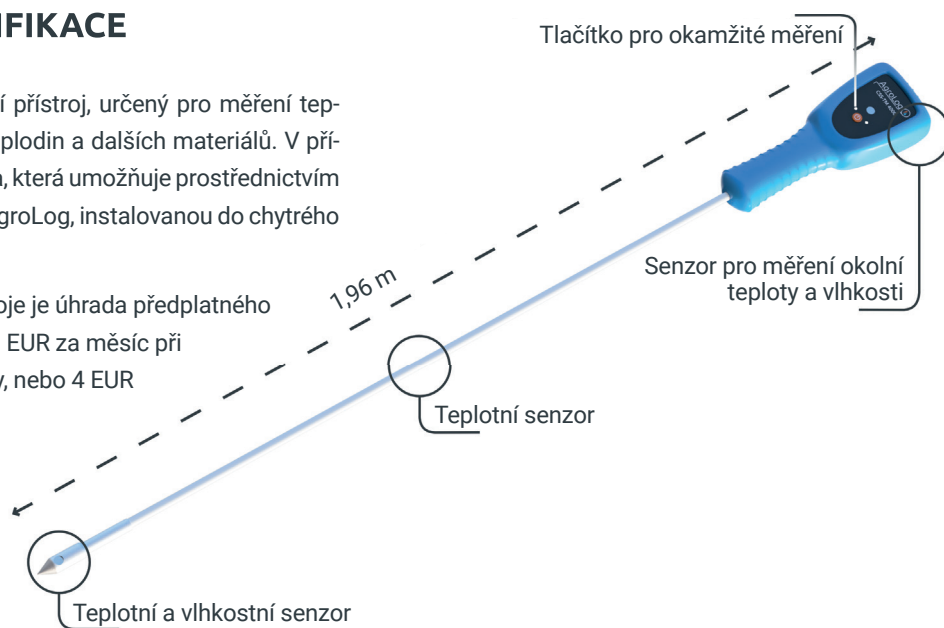 IFIKACE
í přístroj, určený pro měření tep-
plodin a dalších materiálů. V pří-
, která umožňuje prostřednictvím
groLog, instalovanou do chytrého
oje je úhrada předplatného
EUR za měsíc při
, nebo 4 EUR
Tlačítko pro okamžité měření
AgroLog
1,96 m
Senzor pro měření okolní
teploty a vlhkosti
Teplotní senzor
Teplotní a vlhkostní senzor